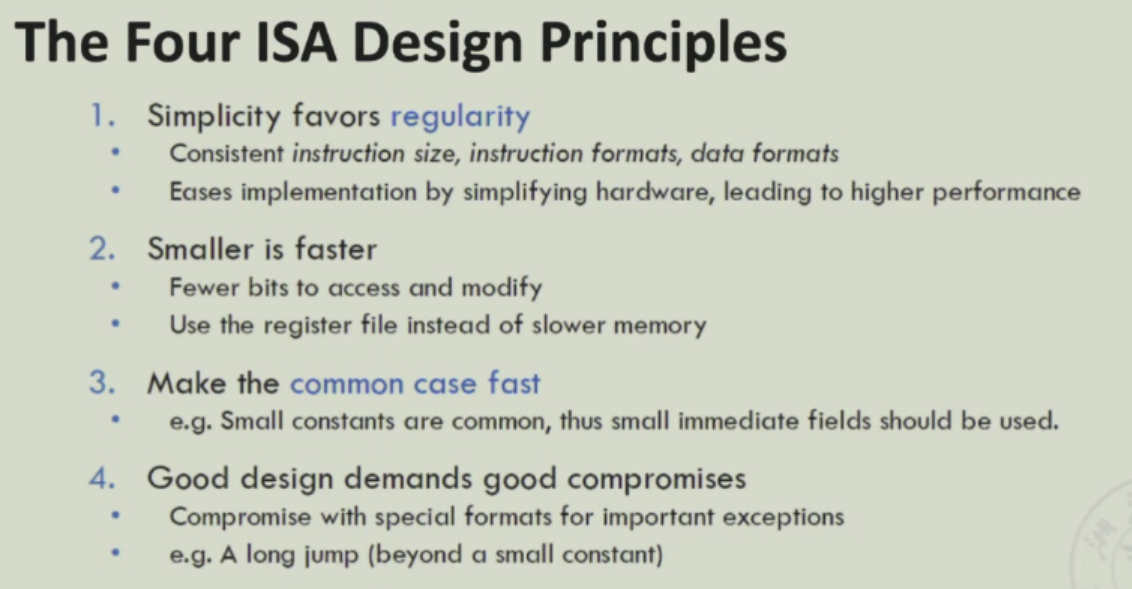 The Four ISA Design Principles
1. Simplicity favors regularity
• Consistent instruction size, instruction formats, data formats
• Eases implementation by simplifying hardware, leading to higher performance
2. Smaller is faster
• Fewer bits to access and modify
• Use the register file instead of slower memory
3. Make the common case fast
• e.g. Small constants are common, thus small immediate fields should be used.
4. Good design demands good compromises
• Compromise with special formats for important exceptions
• e.g. A long jump (beyond a small constant)